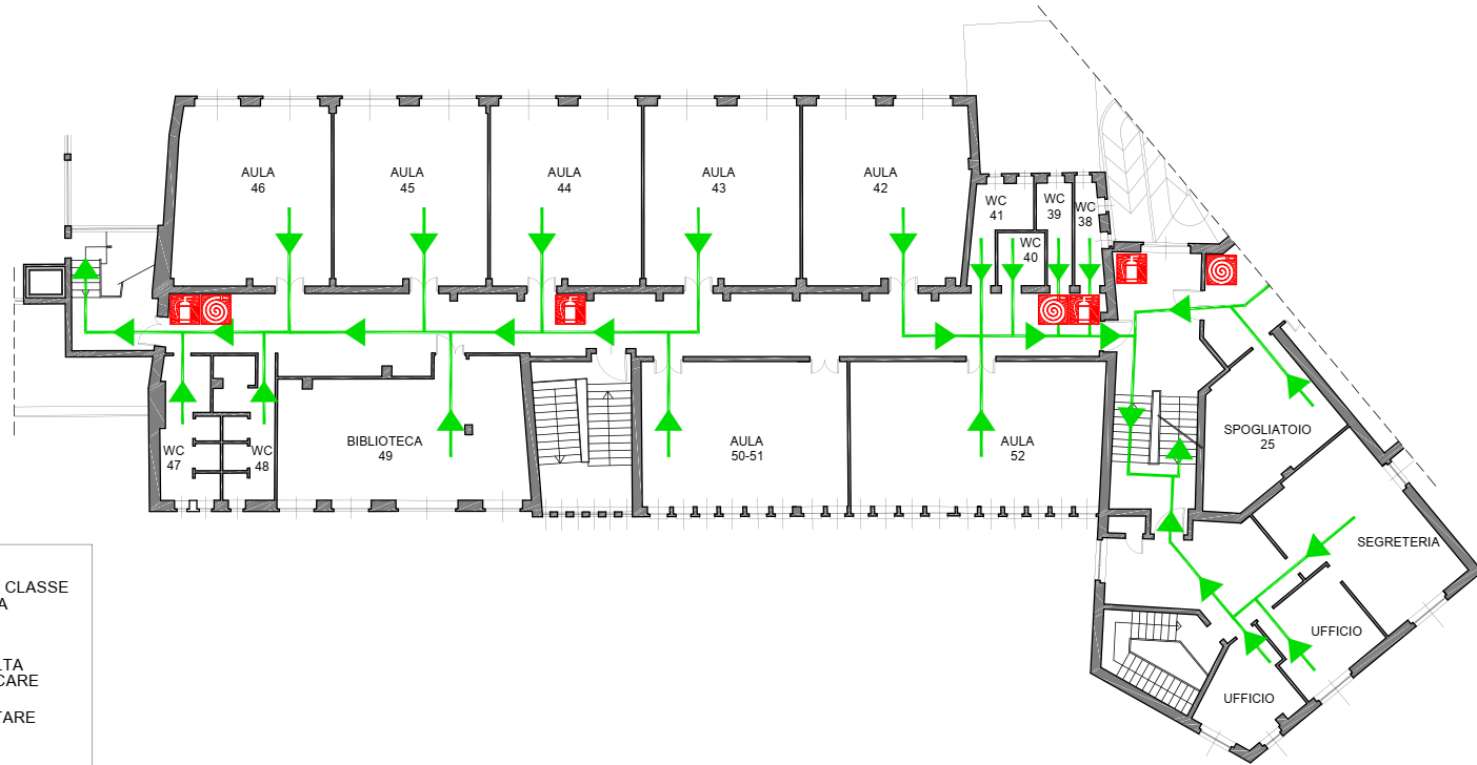 AULA
46
AULA
45
AULA
44
AULA
43
AULA
42
WC
41
WC
39
WC
38
WC
40
WC
47
WC
48
BIBLIOTECA
49
AULA
50-51
AULA
52
SPOGLIATOIO
25
SEGRETERIA
UFFICIO
UFFICIO
CLASSE
A
LTA
CARE
TARE